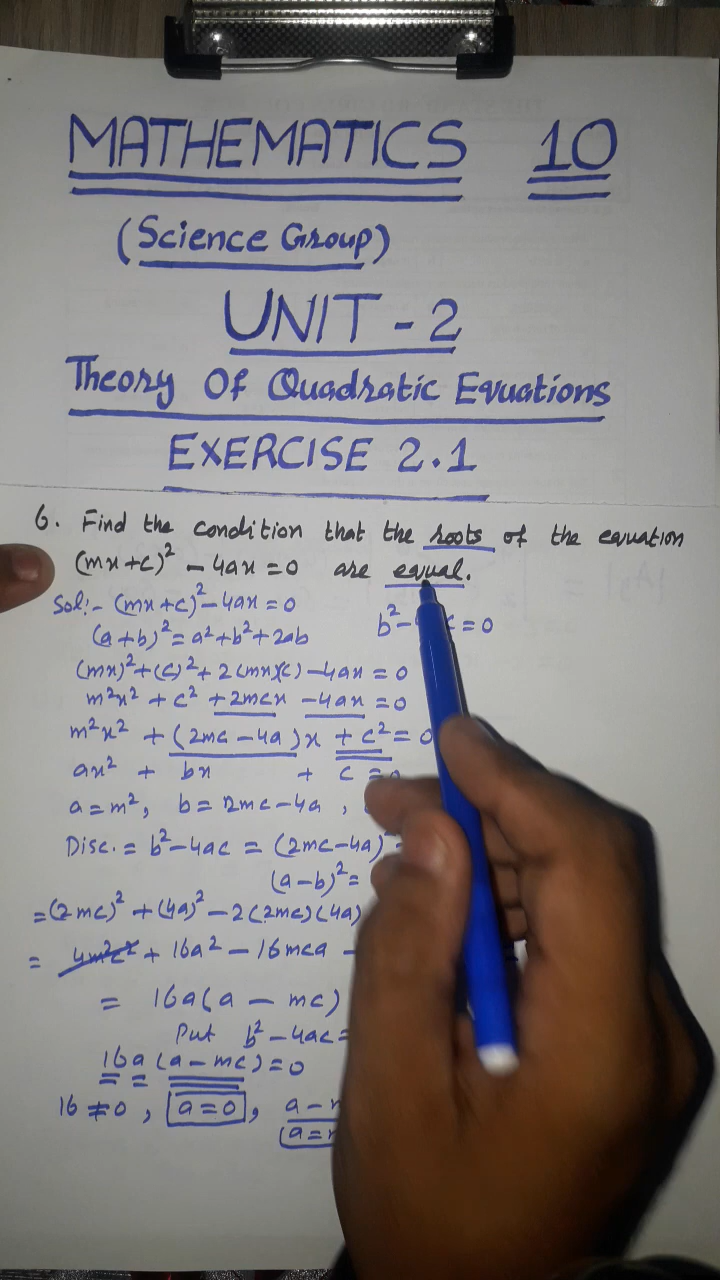 MATHEMATICS 10
(Science Group)
UNIT - 2
Theory Of Quadratic Equations
EXERCISE 2.1
6. Find the condition that the roots of the equation
(mx+c)² - 4ax = 0 are equal.
Sol:- (mx+c)² - 4ax = 0
(a+b)² = a²+b²+2ab b²- c = 0
(mx)²+(c)²+2(mx)(c)-4ax = 0
m²x² + c² + 2mcx - 4ax = 0
m²x² + (2mc - 4a)x + c² = 0
ax² + bx + c = 0
a = m², b = 2mc-4a ,
Disc. = b²-4ac = (2mc-4a)² -
(a-b)² =
= (2mc)² + (4a)² - 2(2mc)(4a)
= 4m²c² + 16a² - 16mca -
= 16a(a - mc)
Put b²-4ac =
16a(a-mc) = 0
16 ≠ 0 , a = 0 , a -
(a =